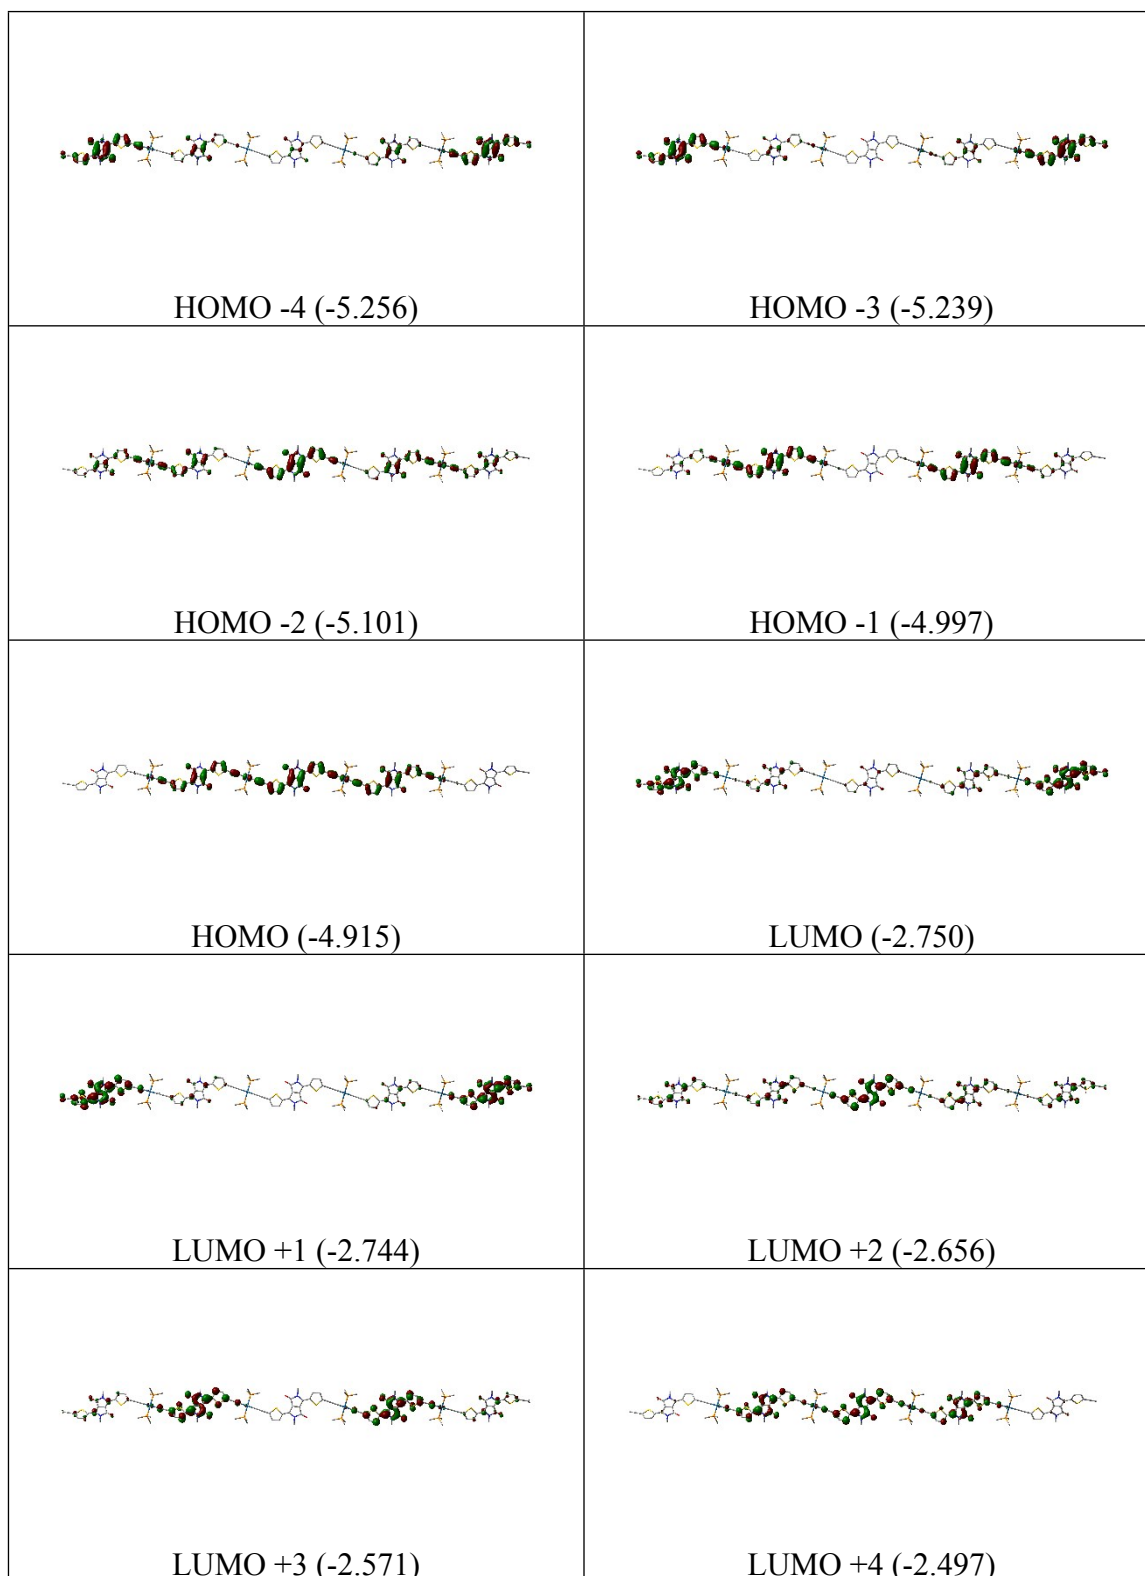 HOMO -4 (-5.256)
HOMO -3 (-5.239)
HOMO -2 (-5.101)
HOMO -1 (-4.997)
HOMO (-4.915)
LUMO (-2.750)
LUMO +1 (-2.744)
LUMO +2 (-2.656)
LUMO +3 (-2.571)
LUMO +4 (-2.497)